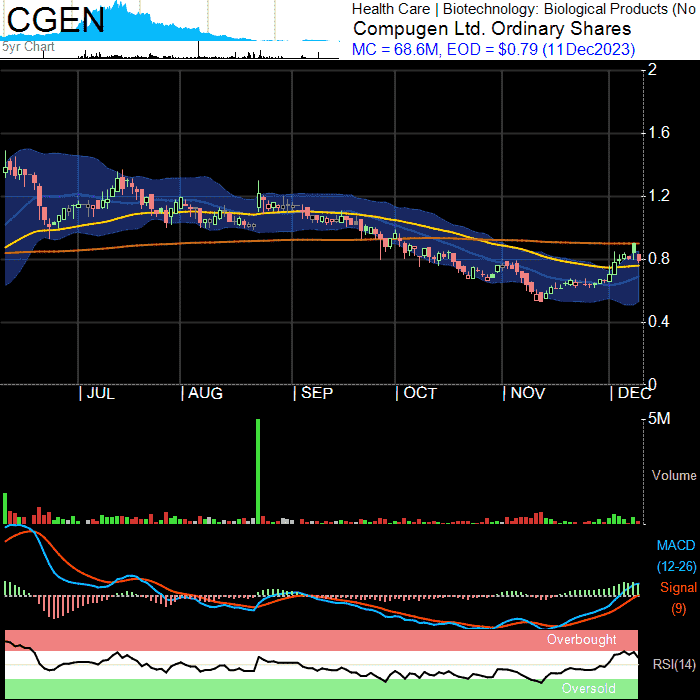 CGEN
Health Care | Biotechnology: Biological Products (No
Compugen Ltd. Ordinary Shares
5yr Chart
MC = 68.6M, EOD = $0.79 (11Dec2023)
2
1.6
1.2
0.8
0.4
0
| JUL | AUG | SEP | OCT | NOV | DEC
5M
Volume
MACD
(12-26)
Signal
(9)
Overbought
RSI(14)
Oversold